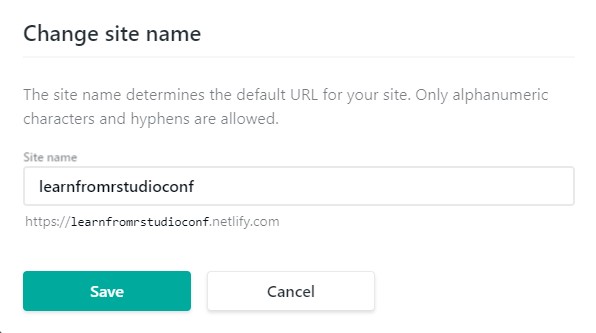 Change site name
The site name determines the default URL for your site. Only alphanumeric
characters and hyphens are allowed.
Site name
learnfromrstudioconf
https://learnfromrstudioconf.netlify.com
Save Cancel